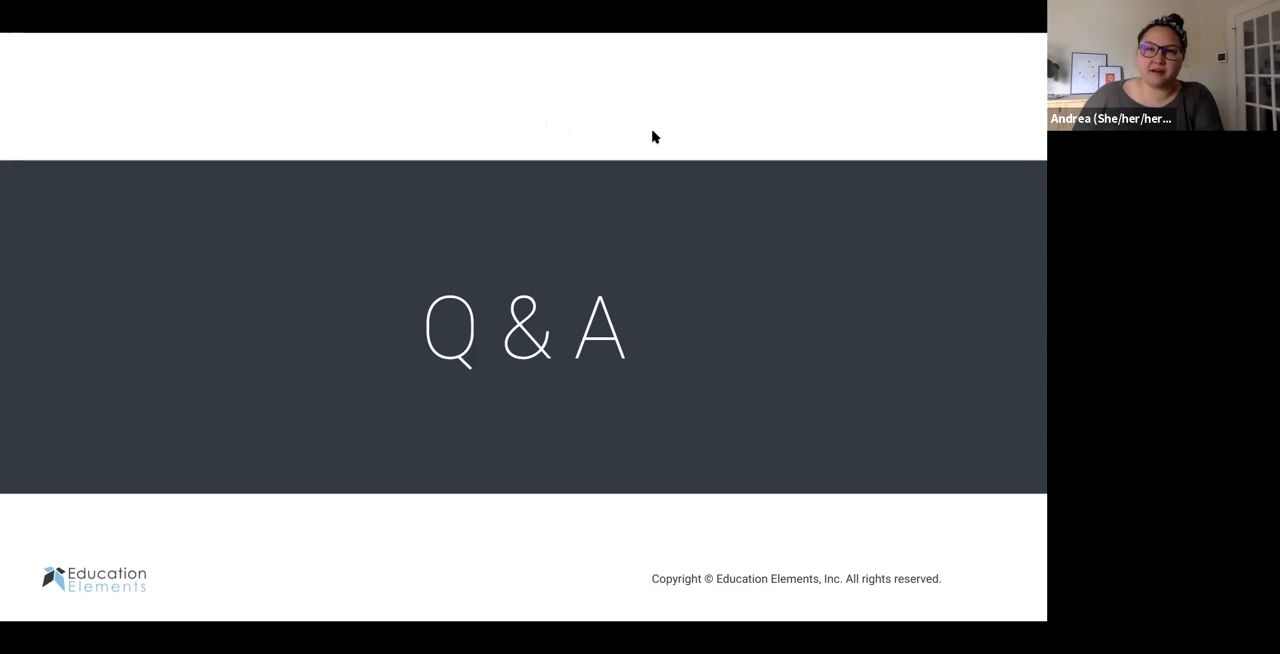 Andrea (She/her/her...
Q & A
Education
Elements
Copyright © Education Elements, Inc. All rights reserved.